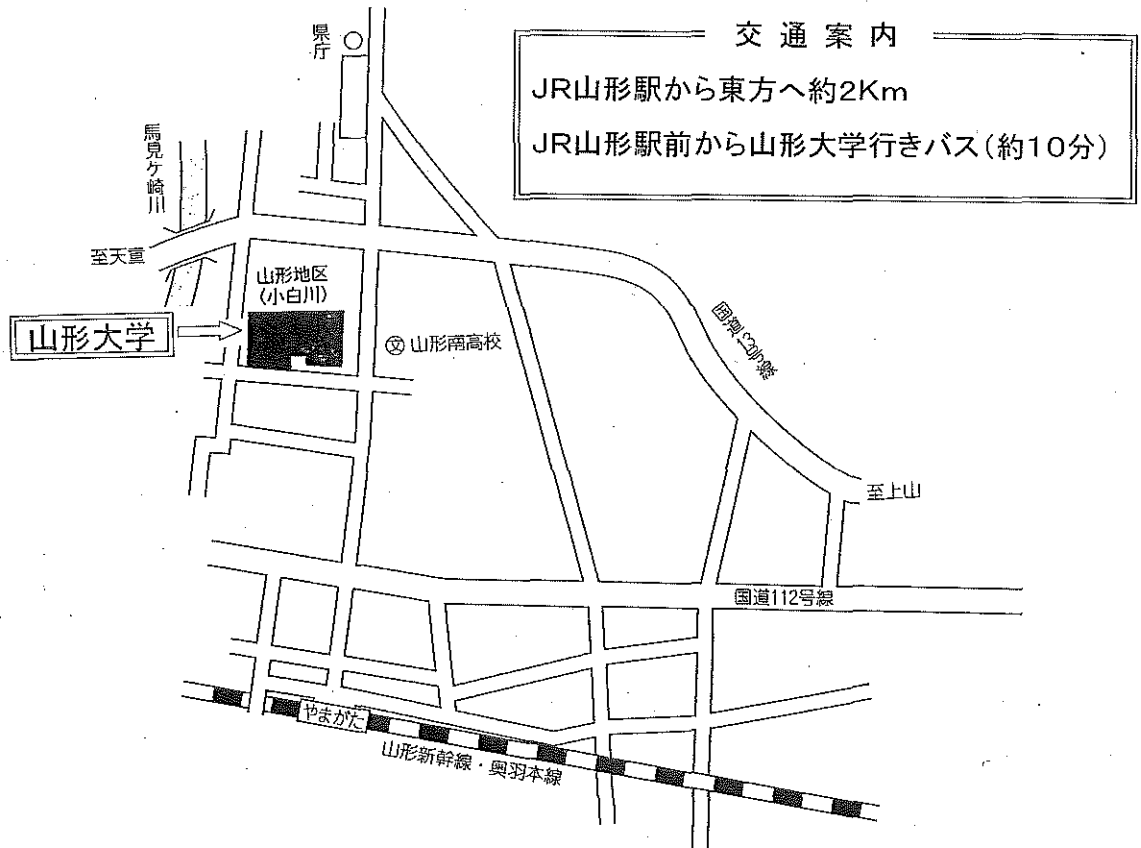 交通案内
JR山形駅から東方へ約2Km
JR山形駅前から山形大学行きバス(約10分)
県庁
馬見ケ崎川
至天童
山形地区
(小白川)
山形大学
文 山形南高校
国道13号線
至上山
国道112号線
やまがた
山形新幹線・奥羽本線